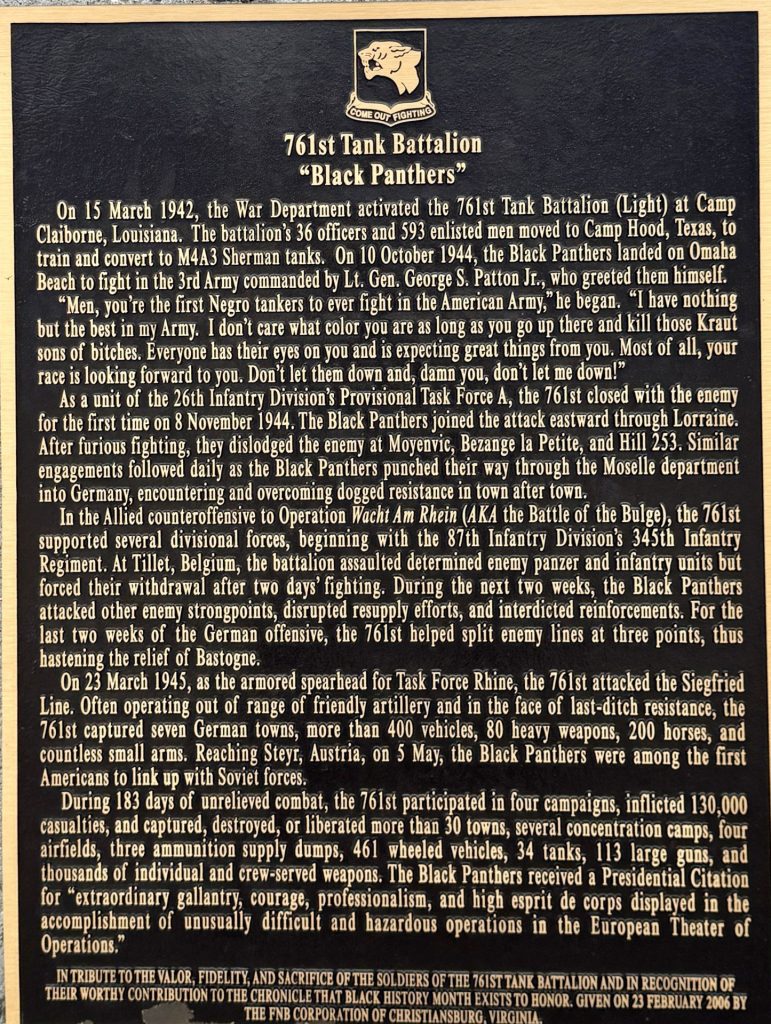 COME OUT FIGHTING
761st Tank Battalion
“Black Panthers”
On 15 March 1942, the War Department activated the 761st Tank Battalion (Light) at Camp
Claiborne, Louisiana. The battalion’s 36 officers and 593 enlisted men moved to Camp Hood, Texas, to
train and convert to M4A3 Sherman tanks. On 10 October 1944, the Black Panthers landed on Omaha
Beach to fight in the 3rd Army commanded by Lt. Gen. George S. Patton Jr., who greeted them himself.
“Men, you’re the first Negro tankers to ever fight in the American Army,” he began. “I have nothing
but the best in my Army. I don’t care what color you are as long as you go up there and kill those Kraut
sons of bitches. Everyone has their eyes on you and is expecting great things from you. Most of all, your
race is looking forward to you. Don’t let them down and, damn you, don’t let me down!”
As a unit of the 26th Infantry Division’s Provisional Task Force A, the 761st closed with the enemy
for the first time on 8 November 1944. The Black Panthers joined the attack eastward through Lorraine.
After furious fighting, they dislodged the enemy at Moyenvic, Bezange la Petite, and Hill 253. Similar
engagements followed daily as the Black Panthers punched their way through the Moselle department
into Germany, encountering and overcoming dogged resistance in town after town.
In the Allied counteroffensive to Operation Wacht Am Rhein (AKA the Battle of the Bulge), the 761st
supported several divisional forces, beginning with the 87th Infantry Division’s 345th Infantry
Regiment. At Tillet, Belgium, the battalion assaulted determined enemy panzer and infantry units but
forced their withdrawal after two days’ fighting. During the next two weeks, the Black Panthers
attacked other enemy strongpoints, disrupted resupply efforts, and interdicted reinforcements. For the
last two weeks of the German offensive, the 761st helped split enemy lines at three points, thus
hastening the relief of Bastogne.
On 23 March 1945, as the armored spearhead for Task Force Rhine, the 761st attacked the Siegfried
Line. Often operating out of range of friendly artillery and in the face of last-ditch resistance, the
761st captured seven German towns, more than 400 vehicles, 80 heavy weapons, 200 horses, and
countless small arms. Reaching Steyr, Austria, on 5 May, the Black Panthers were among the first
Americans to link up with Soviet forces.
During 183 days of unrelieved combat, the 761st participated in four campaigns, inflicted 130,000
casualties, and captured, destroyed, or liberated more than 30 towns, several concentration camps, four
airfields, three ammunition supply dumps, 461 wheeled vehicles, 34 tanks, 113 large guns, and
thousands of individual and crew-served weapons. The Black Panthers received a Presidential Citation
for “extraordinary gallantry, courage, professionalism, and high esprit de corps displayed in the
accomplishment of unusually difficult and hazardous operations in the European Theater of
Operations.”
IN TRIBUTE TO THE VALOR, FIDELITY, AND SACRIFICE OF THE SOLDIERS OF THE 761ST TANK BATTALION AND IN RECOGNITION OF
THEIR WORTHY CONTRIBUTION TO THE CHRONICLE THAT BLACK HISTORY MONTH EXISTS TO HONOR. GIVEN ON 23 FEBRUARY 2006 BY
THE FNB CORPORATION OF CHRISTIANSBURG, VIRGINIA.